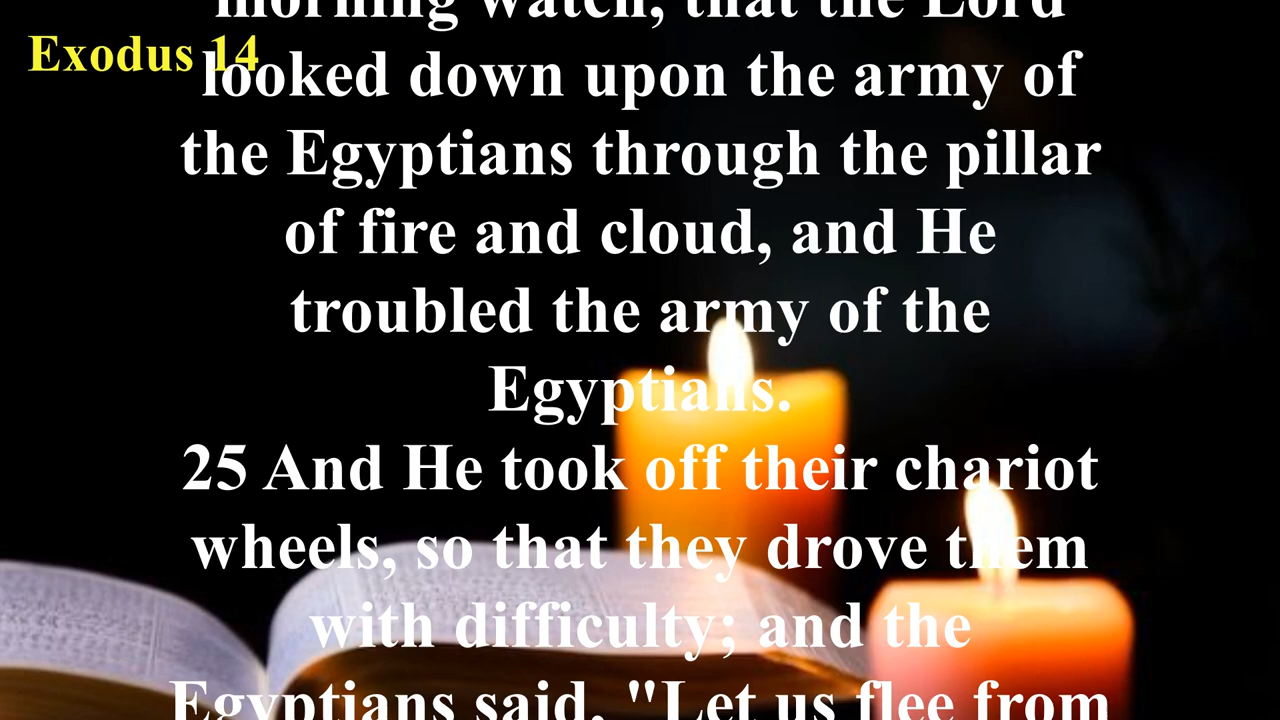 morning watch, that the Lord
Exodus 14
looked down upon the army of
the Egyptians through the pillar
of fire and cloud, and He
troubled the army of the
Egyptians.
25 And He took off their chariot
wheels, so that they drove them
with difficulty; and the
Egyptians said, "Let us flee from